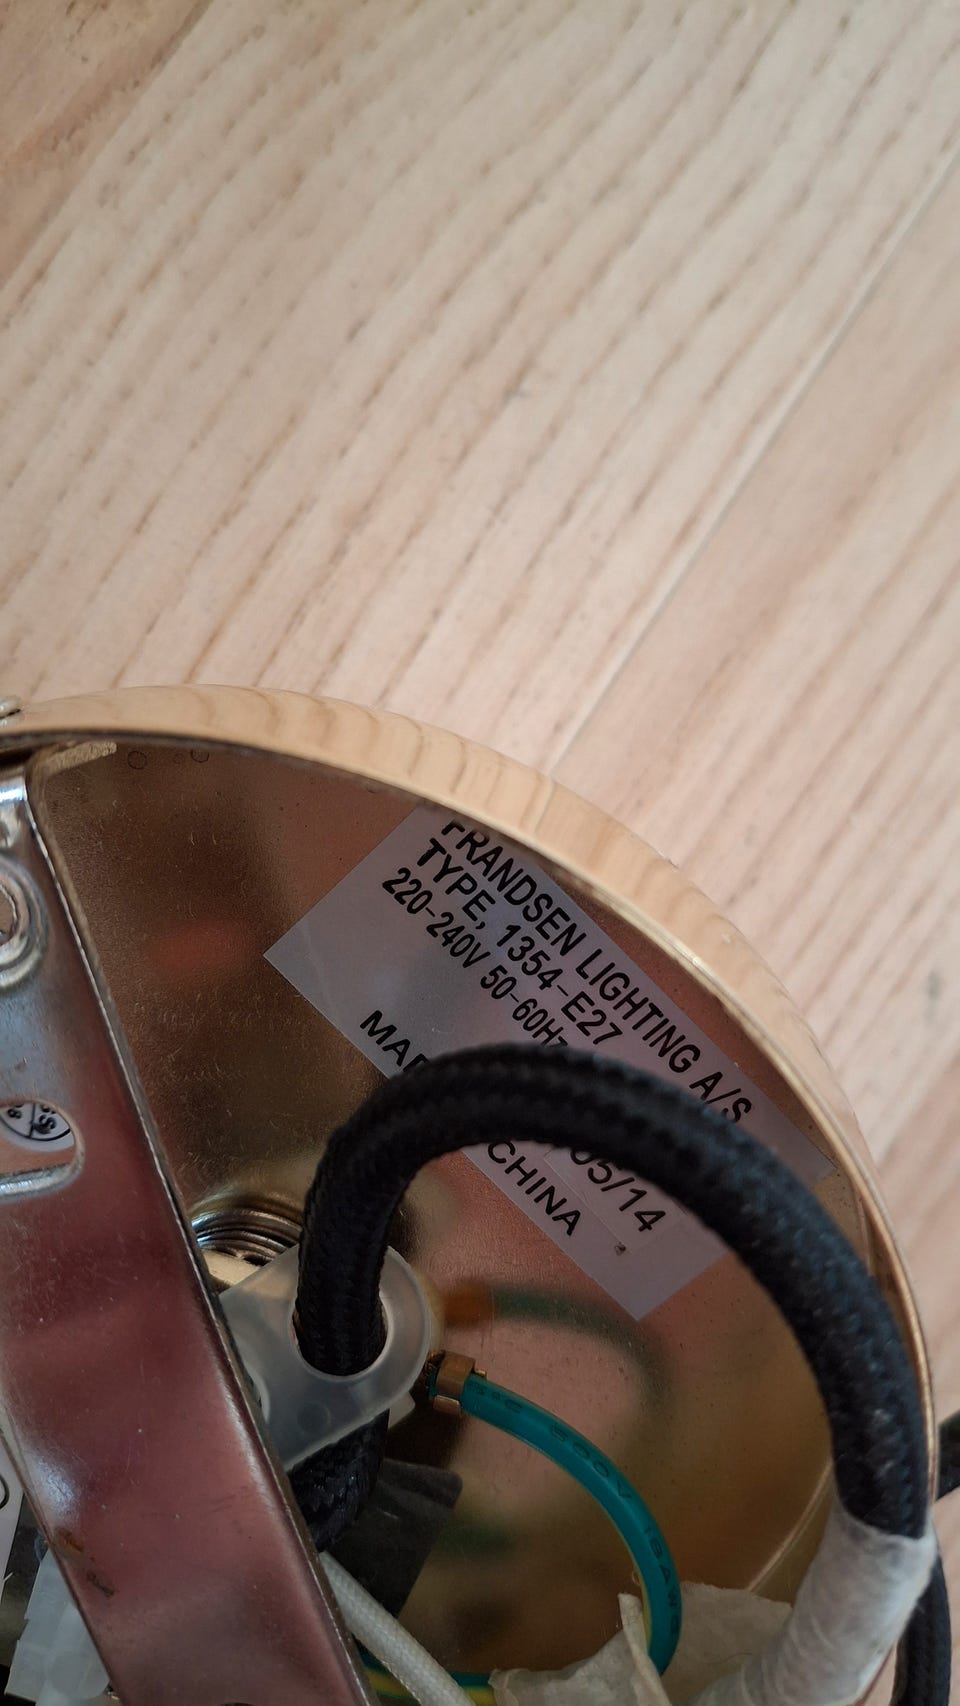 FRANDSEN LIGHTING A/S
TYPE, 1354-E27
220-240V 50-60Hz
05/14
CHINA